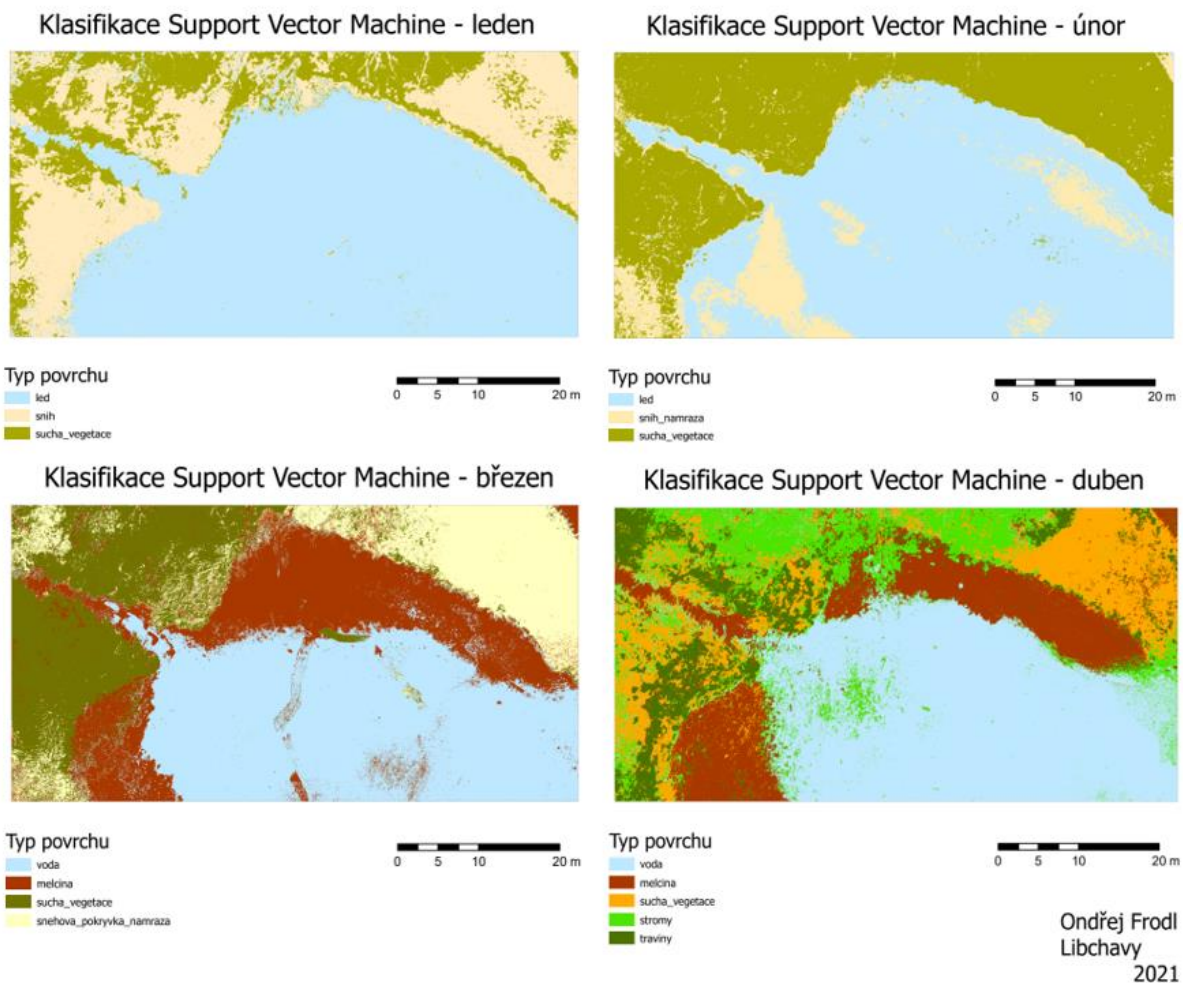 Klasifikace Support Vector Machine - leden
Klasifikace Support Vector Machine - únor
Typ povrchu
led
snih
sucha_vegetace
0 5 10 20 m
Typ povrchu
led
snih_namraza
sucha_vegetace
0 5 10 20 m
Klasifikace Support Vector Machine - březen
Klasifikace Support Vector Machine - duben
Typ povrchu
voda
melcina
sucha_vegetace
snehova_pokryvka_namraza
0 5 10 20 m
Typ povrchu
voda
melcina
sucha_vegetace
stromy
traviny
0 5 10 20 m
Ondřej Frodl
Libchavy
2021